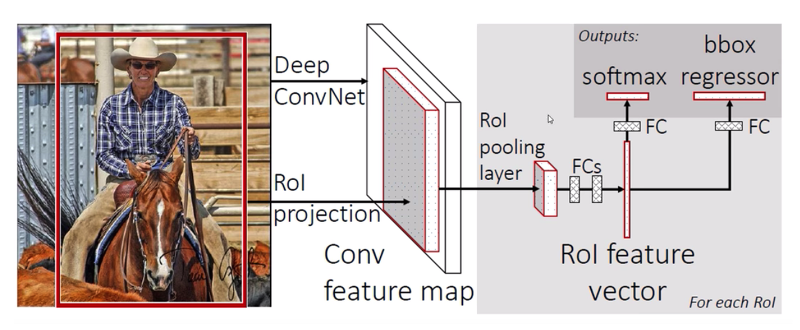 Deep
ConvNet
RoI
projection
Conv
feature map
RoI
pooling
layer
FCs
RoI feature
vector
For each RoI
Outputs:
softmax
bbox
regressor
FC
FC